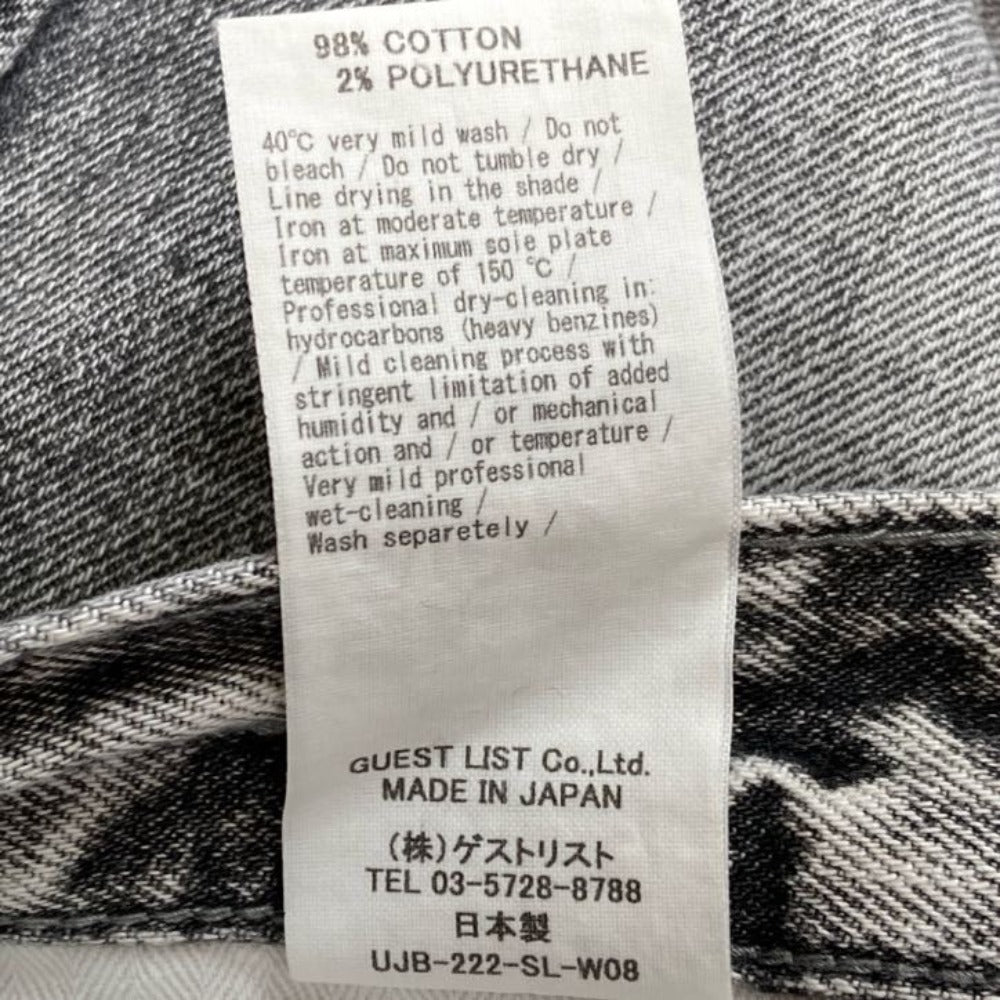 98% COTTON
2% POLYURETHANE
40℃ very mild wash / Do not
bleach / Do not tumble dry /
Line drying in the shade /
Iron at moderate temperature /
Iron at maximum sole plate
temperature of 150 ℃ /
Professional dry-cleaning in:
hydrocarbons (heavy benzines)
/ Mild cleaning process with
stringent limitation of added
humidity and / or mechanical
action and / or temperature /
Very mild professional
wet-cleaning /
Wash separetely /
GUEST LIST Co.,Ltd.
MADE IN JAPAN
(株)ゲストリスト
TEL 03-5728-8788
日本製
UJB-222-SL-W08